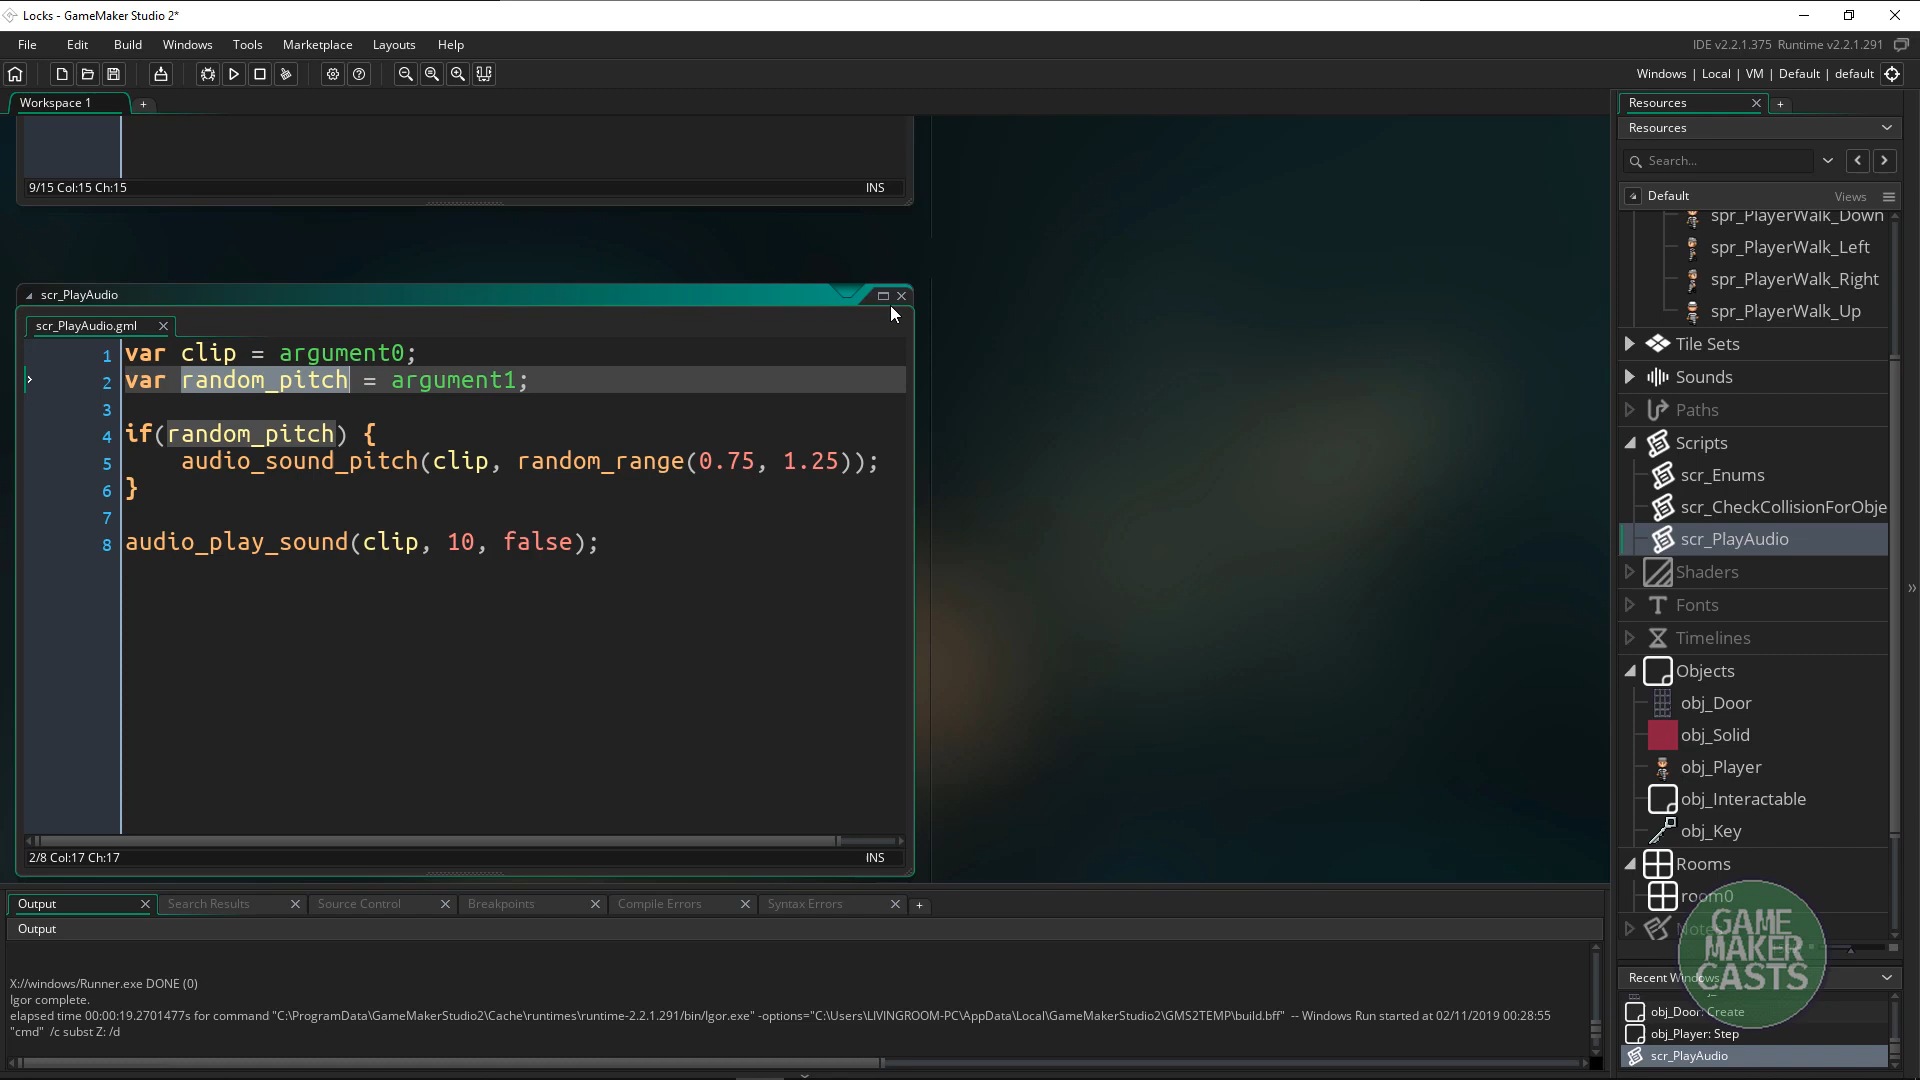 Locks - GameMaker Studio 2*
File Edit Build Windows Tools Marketplace Layouts Help
IDE v2.2.1.375 Runtime v2.2.1.291
Windows | Local | VM | Default | default
Workspace 1
+
9/15 Col:15 Ch:15 INS
scr_PlayAudio
scr_PlayAudio.gml
1 var clip = argument0;
2 var random_pitch = argument1;
3
4 if(random_pitch) {
5 audio_sound_pitch(clip, random_range(0.75, 1.25));
6 }
7
8 audio_play_sound(clip, 10, false);
2/8 Col:17 Ch:17 INS
Resources
+
Resources
Search...
Default Views
spr_PlayerWalk_Down
spr_PlayerWalk_Left
spr_PlayerWalk_Right
spr_PlayerWalk_Up
Tile Sets
Sounds
Paths
Scripts
scr_Enums
scr_CheckCollisionForObje
scr_PlayAudio
Shaders
Fonts
Timelines
Objects
obj_Door
obj_Solid
obj_Player
obj_Interactable
obj_Key
Rooms
room0
GAME
MAKER
CASTS
Recent Windows
obj_Door: Create
obj_Player: Step
scr_PlayAudio
Output Search Results Source Control Breakpoints Compile Errors Syntax Errors +
Output
X://windows/Runner.exe DONE (0)
Igor complete.
elapsed time 00:00:19.2701477s for command "C:\ProgramData\GameMakerStudio2\Cache\runtimes\runtime-2.2.1.291/bin/Igor.exe" -options="C:\Users\LIVINGROOM-PC\AppData\Local\GameMakerStudio2\GMS2TEMP\build.bff" -- Windows Run started at 02/11/2019 00:28:55
"cmd" /c subst Z: /d